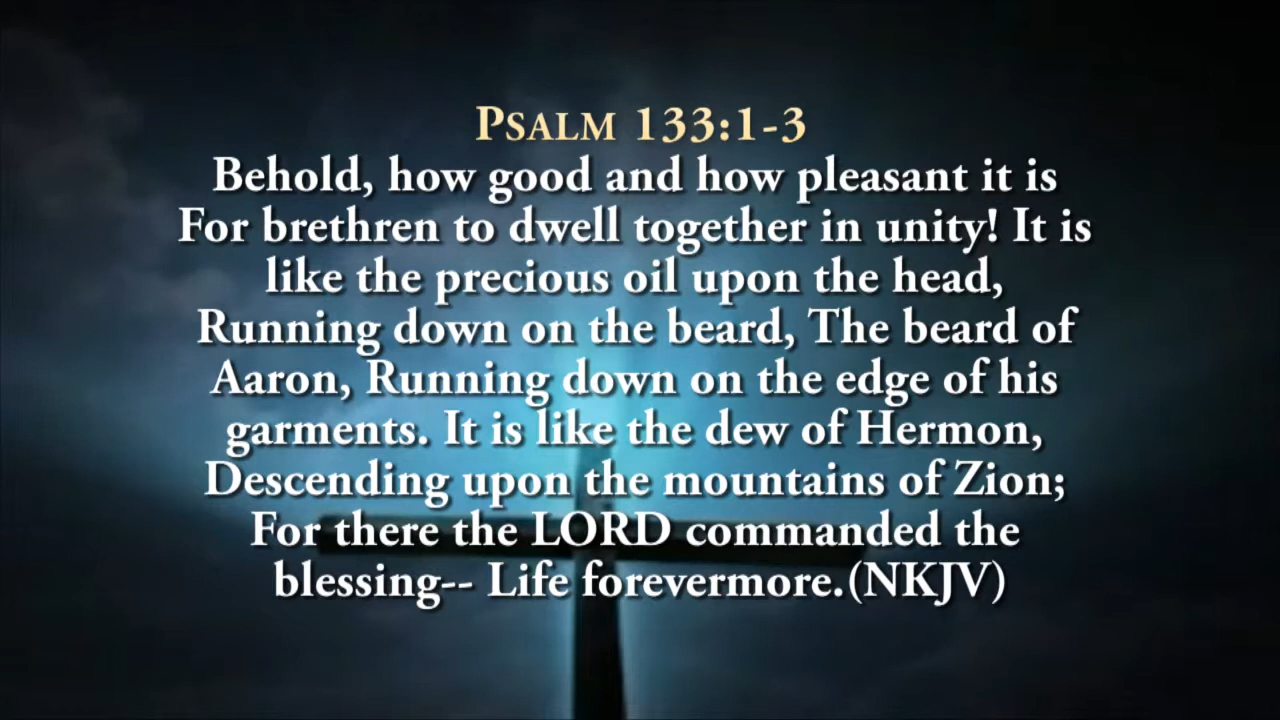 PSALM 133:1-3
Behold, how good and how pleasant it is
For brethren to dwell together in unity! It is
like the precious oil upon the head,
Running down on the beard, The beard of
Aaron, Running down on the edge of his
garments. It is like the dew of Hermon,
Descending upon the mountains of Zion;
For there the LORD commanded the
blessing-- Life forevermore.(NKJV)